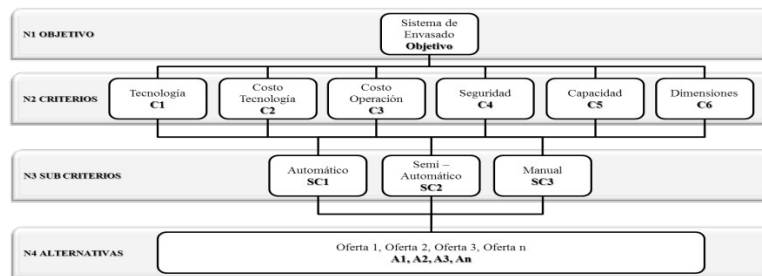 N1 OBJETIVO
Sistema de
Envasado
Objetivo
N2 CRITERIOS
Tecnología
C1
Costo
Tecnología
C2
Costo
Operación
C3
Seguridad
C4
Capacidad
C5
Dimensiones
C6
N3 SUB CRITERIOS
Automático
SC1
Semi –
Automático
SC2
Manual
SC3
N4 ALTERNATIVAS
Oferta 1, Oferta 2, Oferta 3, Oferta n
A1, A2, A3, An